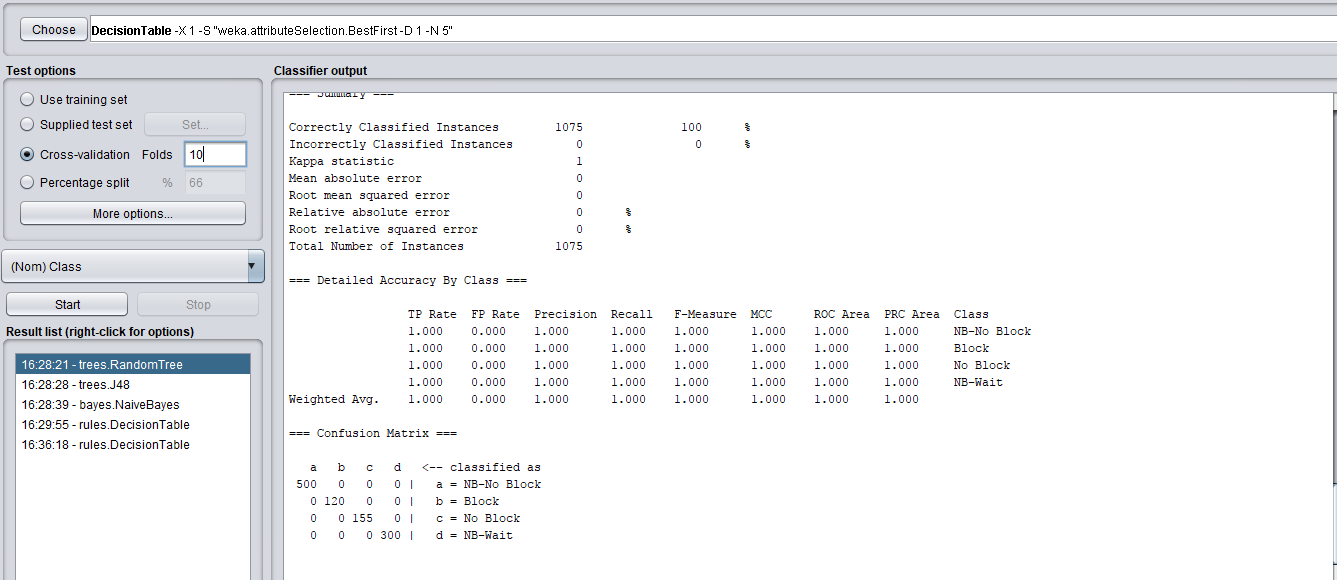 Choose DecisionTable -X 1 -S "weka.attributeSelection.BestFirst -D 1 -N 5"
Test options
Use training set
Supplied test set Set...
Cross-validation Folds 10
Percentage split % 66
More options...
(Nom) Class
Start Stop
Result list (right-click for options)
16:28:21 - trees.RandomTree
16:28:28 - trees.J48
16:28:39 - bayes.NaiveBayes
16:29:55 - rules.DecisionTable
16:36:18 - rules.DecisionTable
Classifier output
=== Summary ===
Correctly Classified Instances 1075 100 %
Incorrectly Classified Instances 0 0 %
Kappa statistic 1
Mean absolute error 0
Root mean squared error 0
Relative absolute error 0 %
Root relative squared error 0 %
Total Number of Instances 1075
=== Detailed Accuracy By Class ===
TP Rate FP Rate Precision Recall F-Measure MCC ROC Area PRC Area Class
1.000 0.000 1.000 1.000 1.000 1.000 1.000 1.000 NB-No Block
1.000 0.000 1.000 1.000 1.000 1.000 1.000 1.000 Block
1.000 0.000 1.000 1.000 1.000 1.000 1.000 1.000 No Block
1.000 0.000 1.000 1.000 1.000 1.000 1.000 1.000 NB-Wait
Weighted Avg. 1.000 0.000 1.000 1.000 1.000 1.000 1.000 1.000
=== Confusion Matrix ===
a b c d <-- classified as
500 0 0 0 | a = NB-No Block
0 120 0 0 | b = Block
0 0 155 0 | c = No Block
0 0 0 300 | d = NB-Wait